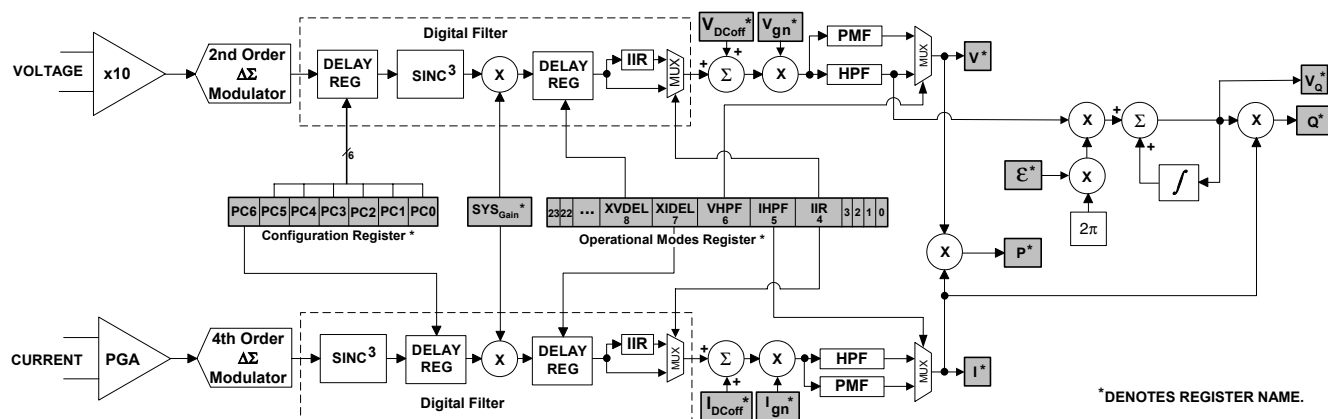 VOLTAGE
x10
2nd Order
ΔΣ
Modulator
Digital Filter
DELAY
REG
SINC3
X
DELAY
REG
IIR
MUX
VDCoff*
+
Σ
+
Vgn*
X
PMF
HPF
MUX
V*
VQ*
X
+
Σ
+
X
Q*
∫
ε*
X
2π
6
PC6 PC5 PC4 PC3 PC2 PC1 PC0
Configuration Register *
SYSGain*
23 22 ... XVDEL 8 XIDEL 7 VHPF 6 IHPF 5 IIR 4 3 2 1 0
Operational Modes Register *
X
P*
CURRENT
PGA
4th Order
ΔΣ
Modulator
SINC3
DELAY
REG
X
DELAY
REG
IIR
MUX
Digital Filter
+
Σ
+
IDCoff*
X
Ign*
HPF
PMF
MUX
I*
*DENOTES REGISTER NAME.